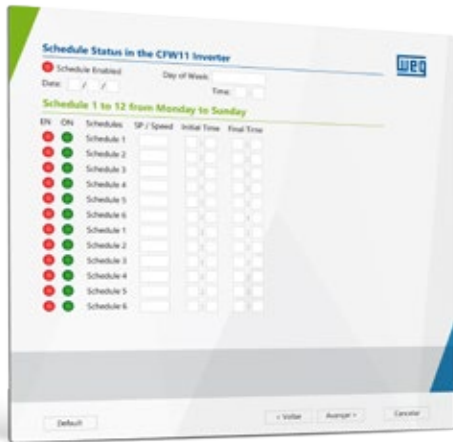 Schedule Status in the CFW11 Inverter
WEG
Schedule Enabled
Day of Week:
Date: / /
Time:
Schedule 1 to 12 from Monday to Sunday
EN ON Schedules SP / Speed Initial Time Final Time
Schedule 1
Schedule 2
Schedule 3
Schedule 4
Schedule 5
Schedule 6
Schedule 1
Schedule 2
Schedule 3
Schedule 4
Schedule 5
Schedule 6
Default
< Voltar
Avançar >
Cancelar